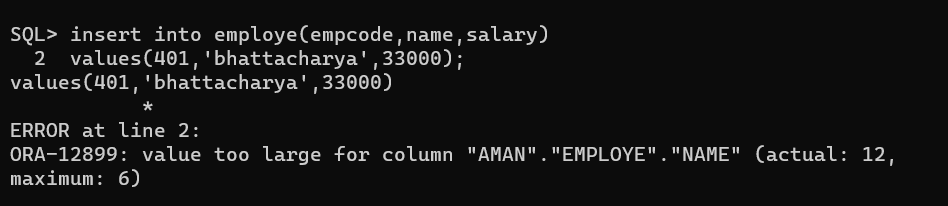 SQL> insert into employe(empcode,name,salary)
  2  values(401,'bhattacharya',33000);
values(401,'bhattacharya',33000)
           *
ERROR at line 2:
ORA-12899: value too large for column "AMAN"."EMPLOYE"."NAME" (actual: 12,
maximum: 6)